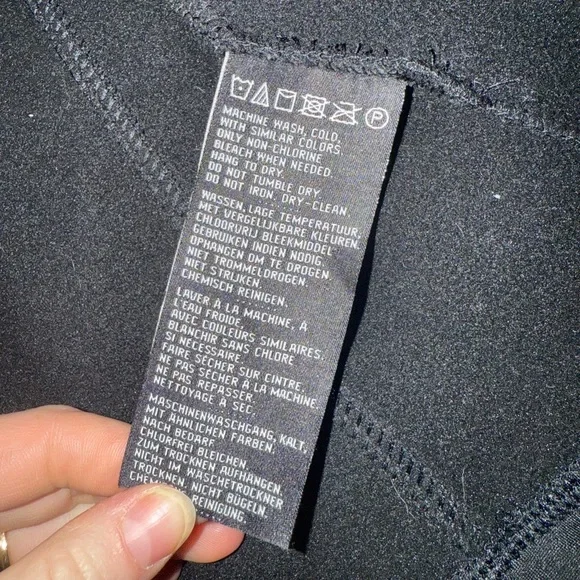 P
MACHINE WASH, COLD,
WITH SIMILAR COLORS.
ONLY NON-CHLORINE
BLEACH WHEN NEEDED.
HANG TO DRY.
DO NOT TUMBLE DRY.
DO NOT IRON. DRY-CLEAN.
WASSEN, LAGE TEMPERATUUR,
MET VERGELIJKBARE KLEUREN.
CHLOORVRIJ BLEEKMIDDEL
GEBRUIKEN INDIEN NODIG.
OPHANGEN OM TE DROGEN.
NIET TROMMELDROGEN.
NIET STRIJKEN.
CHEMISCH REINIGEN.
LAVER À LA MACHINE, À
L'EAU FROIDE,
AVEC COULEURS SIMILAIRES.
BLANCHIR SANS CHLORE
SI NÉCESSAIRE.
FAIRE SÉCHER SUR CINTRE.
NE PAS SÉCHER À LA MACHINE.
NE PAS REPASSER.
NETTOYAGE À SEC.
MASCHINENWASCHGANG, KALT,
MIT ÄHNLICHEN FARBEN.
CHLORFREI BLEICHEN,
NACH BEDARF
ZUM TROCKNEN AUFHÄNGEN,
NICHT IM WÄSCHETROCKNER
TROCKNEN, NICHT BÜGELN.
REINIGUNG